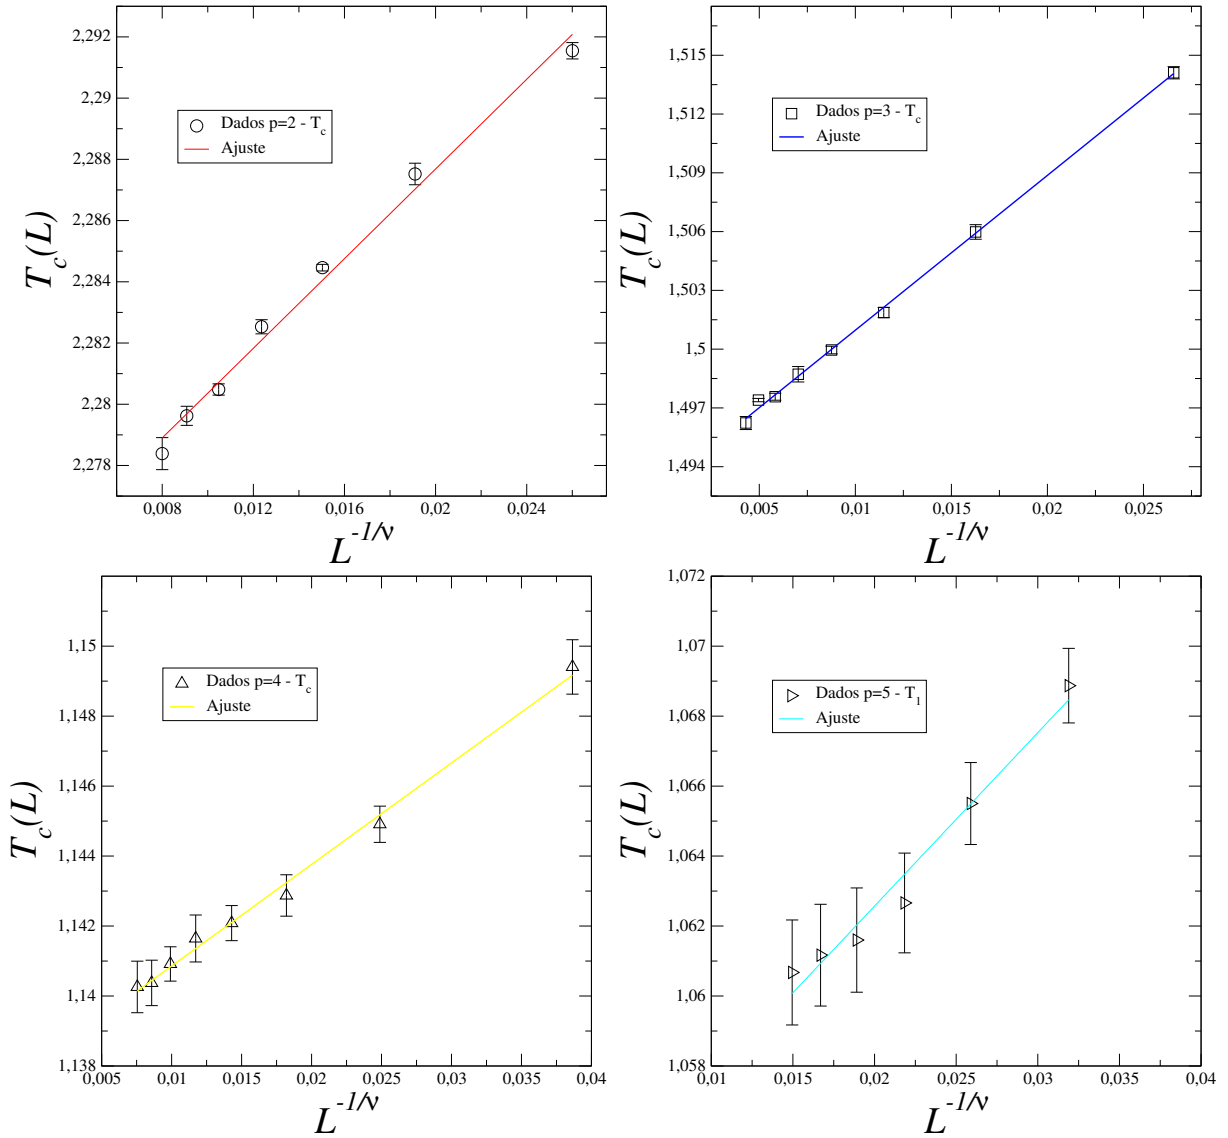 2,292
2,29
2,288
2,286
2,284
2,282
2,28
2,278
T_c(L)
Dados p=2 - T_c
Ajuste
0,008 0,012 0,016 0,02 0,024
L^{-1/ν}
1,515
1,512
1,509
1,506
1,503
1,5
1,497
1,494
T_c(L)
Dados p=3 - T_c
Ajuste
0,005 0,01 0,015 0,02 0,025
L^{-1/ν}
1,15
1,148
1,146
1,144
1,142
1,14
1,138
T_c(L)
Dados p=4 - T_c
Ajuste
0,005 0,01 0,015 0,02 0,025 0,03 0,035 0,04
L^{-1/ν}
1,072
1,07
1,068
1,066
1,064
1,062
1,06
1,058
T_c(L)
Dados p=5 - T_1
Ajuste
0,01 0,015 0,02 0,025 0,03 0,035 0,04
L^{-1/ν}